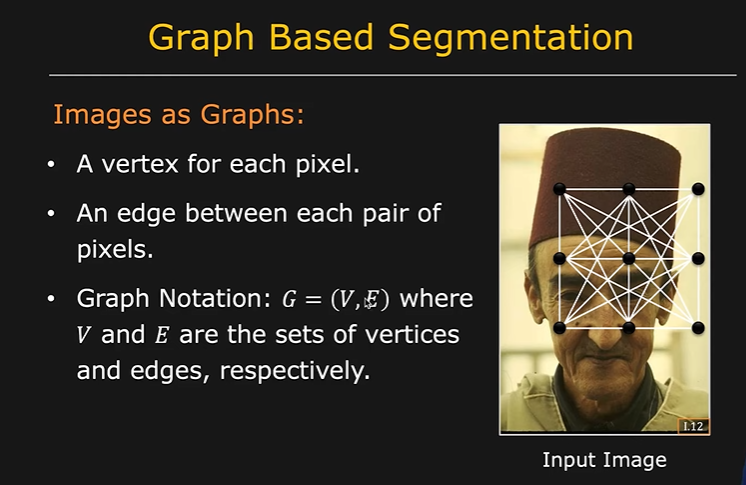 Graph Based Segmentation
Images as Graphs:
• A vertex for each pixel.
• An edge between each pair of
pixels.
• Graph Notation: G = (V, E) where
V and E are the sets of vertices
and edges, respectively.
I.12
Input Image